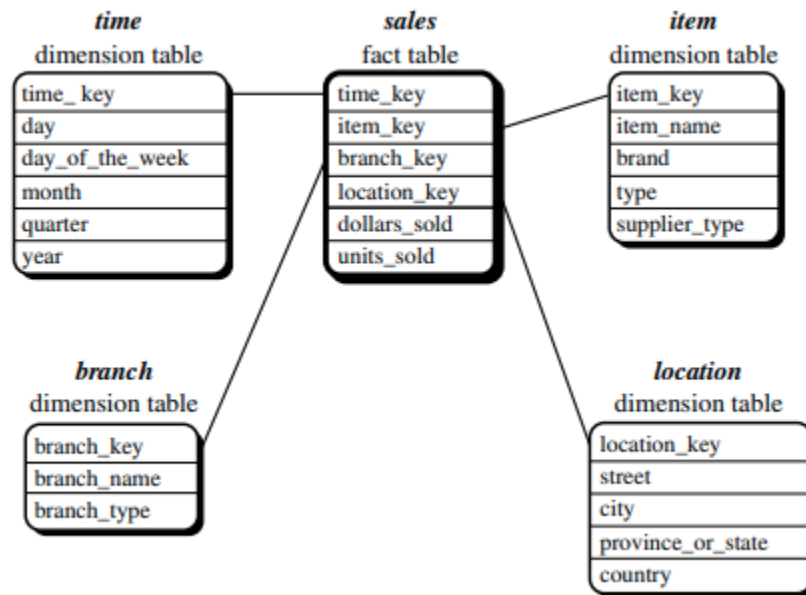 time
dimension table
time_ key
day
day_of_the_week
month
quarter
year
sales
fact table
time_key
item_key
branch_key
location_key
dollars_sold
units_sold
item
dimension table
item_key
item_name
brand
type
supplier_type
branch
dimension table
branch_key
branch_name
branch_type
location
dimension table
location_key
street
city
province_or_state
country